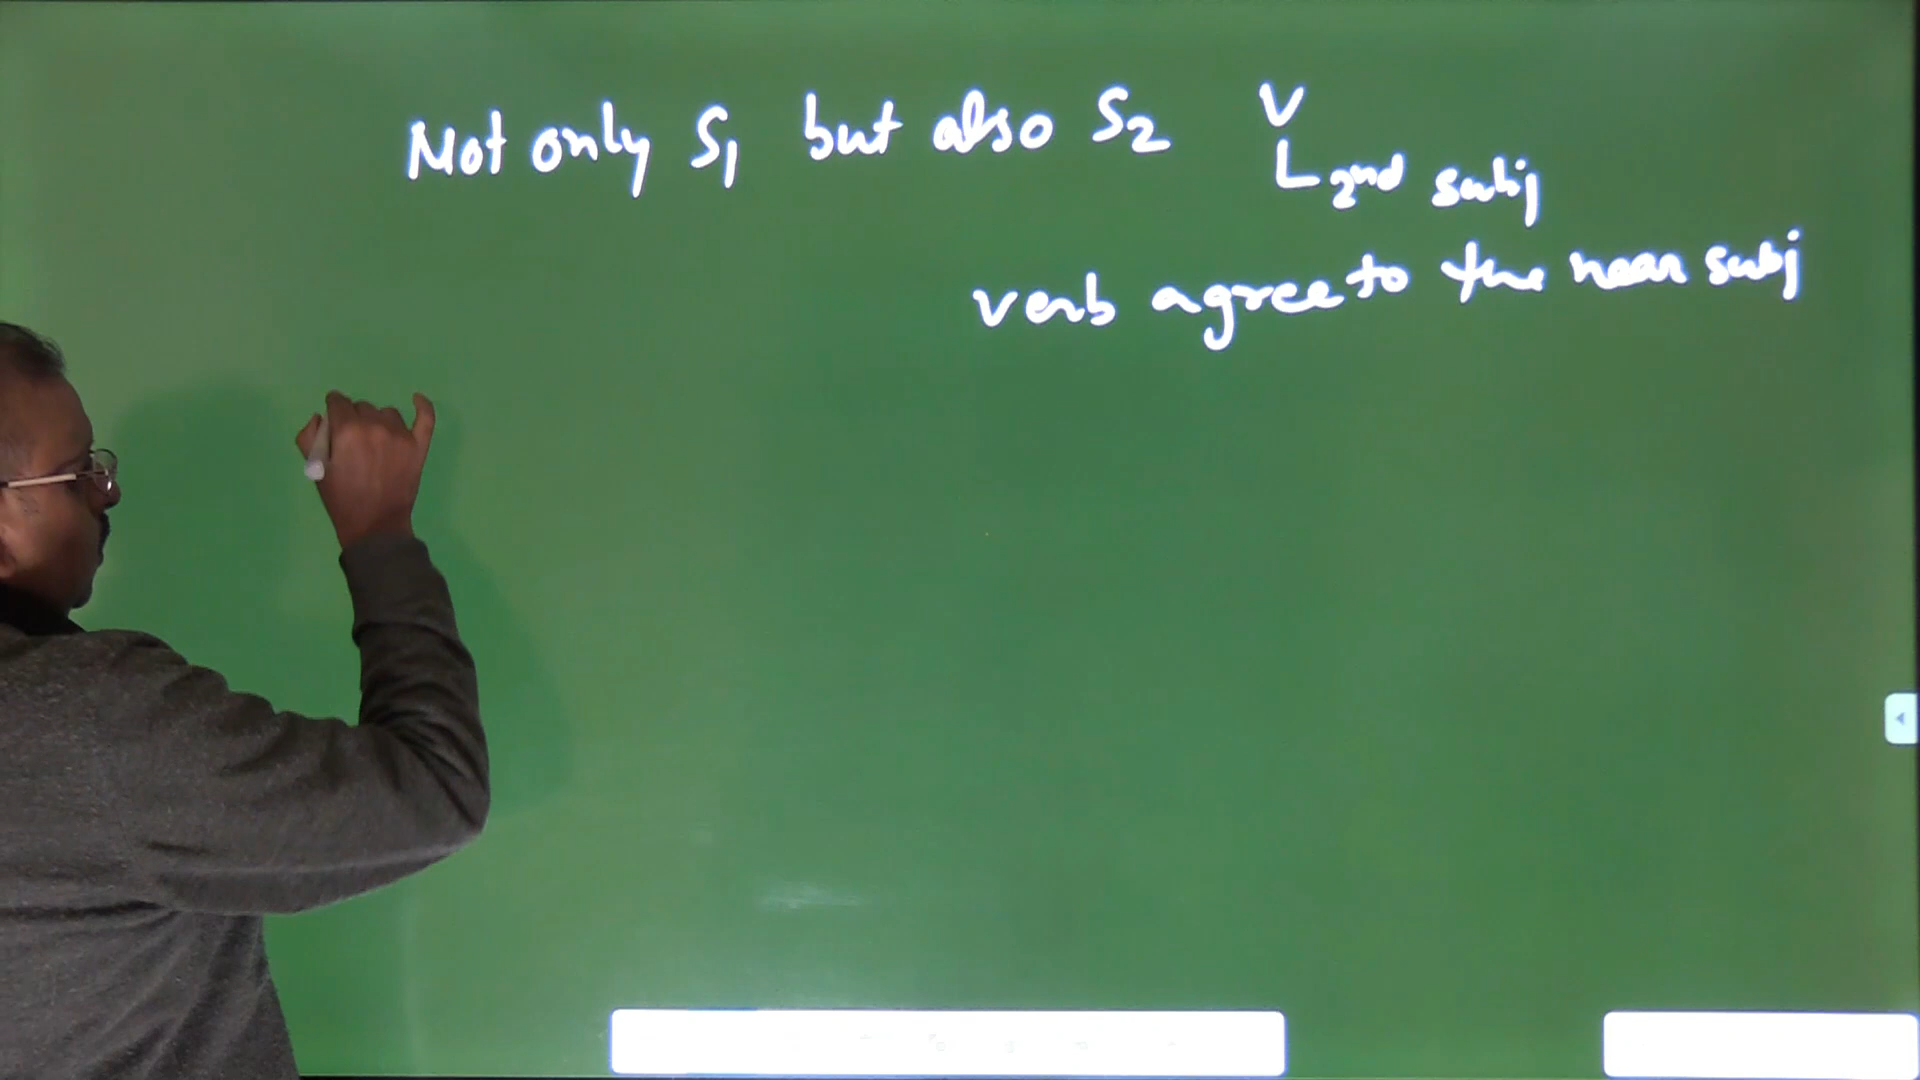 Not only S₁ but also S₂ V
2nd subj
verb agree to the near subj